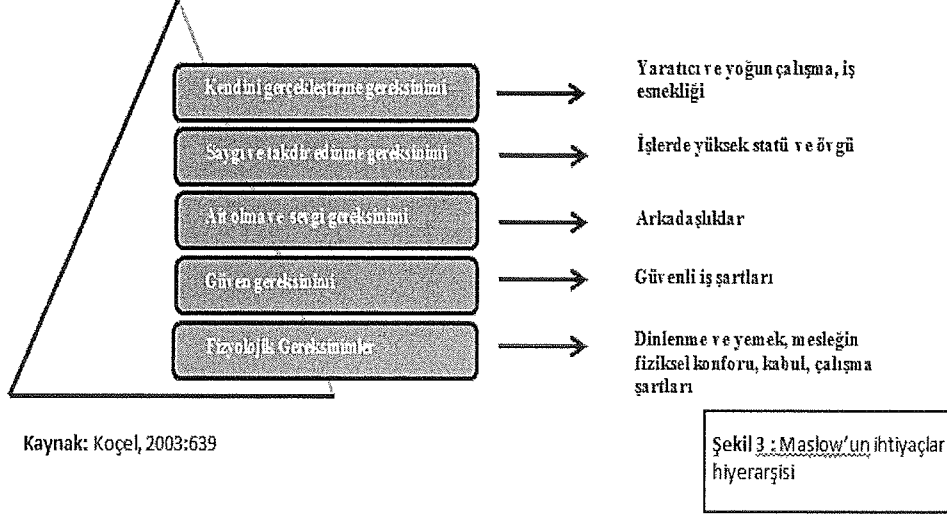 Kendini gerçekleştirme gereksinimi
Yaratıcı ve yoğun çalışma, iş
esnekliği
Saygı ve takdir edinme gereksinimi
İşlerde yüksek statü ve övgü
Ait olma ve sevgi gereksinimi
Arkadaşlıklar
Güven gereksinimi
Güvenli iş şartları
Fizyolojik Gereksinimler
Dinlenme ve yemek, mesleğin
fiziksel konforu, kabul, çalışma
şartları
Kaynak: Koçel, 2003:639
Şekil 3 : Maslow'un ihtiyaçlar
hiyerarşisi